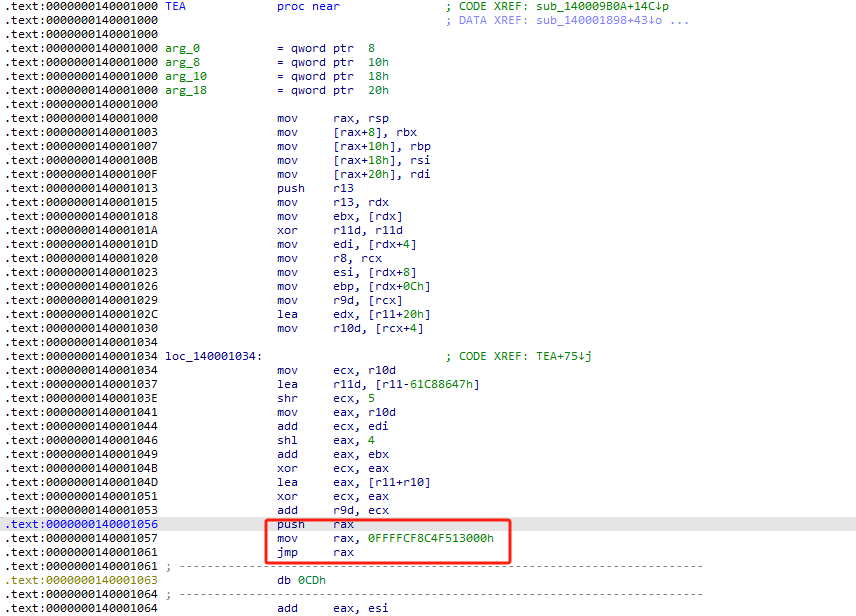 .text:0000000140001000 TEA proc near ; CODE XREF: sub_140009B0A+14C↓p
.text:0000000140001000 ; DATA XREF: sub_140001898+43↓o ...
.text:0000000140001000
.text:0000000140001000 arg_0 = qword ptr 8
.text:0000000140001000 arg_8 = qword ptr 10h
.text:0000000140001000 arg_10 = qword ptr 18h
.text:0000000140001000 arg_18 = qword ptr 20h
.text:0000000140001000
.text:0000000140001000 mov rax, rsp
.text:0000000140001003 mov [rax+8], rbx
.text:0000000140001007 mov [rax+10h], rbp
.text:000000014000100B mov [rax+18h], rsi
.text:000000014000100F mov [rax+20h], rdi
.text:0000000140001013 push r13
.text:0000000140001015 mov r13, rdx
.text:0000000140001018 mov ebx, [rdx]
.text:000000014000101A xor r11d, r11d
.text:000000014000101D mov edi, [rdx+4]
.text:0000000140001020 mov r8, rcx
.text:0000000140001023 mov esi, [rdx+8]
.text:0000000140001026 mov ebp, [rdx+0Ch]
.text:0000000140001029 mov r9d, [rcx]
.text:000000014000102C lea edx, [r11+20h]
.text:0000000140001030 mov r10d, [rcx+4]
.text:0000000140001034
.text:0000000140001034 loc_140001034: ; CODE XREF: TEA+75↓j
.text:0000000140001034 mov ecx, r10d
.text:0000000140001037 lea r11d, [r11-61C88647h]
.text:000000014000103E shr ecx, 5
.text:0000000140001041 mov eax, r10d
.text:0000000140001044 add ecx, edi
.text:0000000140001046 shl eax, 4
.text:0000000140001049 add eax, ebx
.text:000000014000104B xor ecx, eax
.text:000000014000104D lea eax, [r11+r10]
.text:0000000140001051 xor ecx, eax
.text:0000000140001053 add r9d, ecx
.text:0000000140001056 push rax
.text:0000000140001057 mov rax, 0FFFFCF8C4F513000h
.text:0000000140001061 jmp rax
.text:0000000140001061 ; ---------------------------------------------------------------------------
.text:0000000140001063 db 0CDh
.text:0000000140001064 ; ---------------------------------------------------------------------------
.text:0000000140001064 add eax, esi